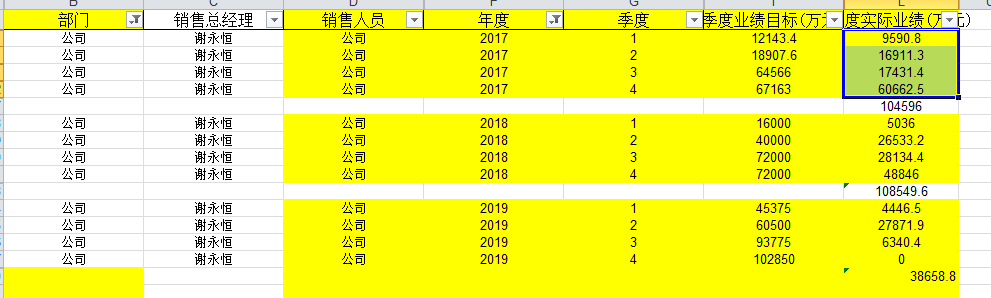 B C D F G I L
部门 销售总经理 销售人员 年度 季度 季度业绩目标(万元 度实际业绩(万元)
公司 谢永恒 公司 2017 1 12143.4 9590.8
公司 谢永恒 公司 2017 2 18907.6 16911.3
公司 谢永恒 公司 2017 3 64566 17431.4
公司 谢永恒 公司 2017 4 67163 60662.5
104596
公司 谢永恒 公司 2018 1 16000 5036
公司 谢永恒 公司 2018 2 40000 26533.2
公司 谢永恒 公司 2018 3 72000 28134.4
公司 谢永恒 公司 2018 4 72000 48846
108549.6
公司 谢永恒 公司 2019 1 45375 4446.5
公司 谢永恒 公司 2019 2 60500 27871.9
公司 谢永恒 公司 2019 3 93775 6340.4
公司 谢永恒 公司 2019 4 102850 0
38658.8